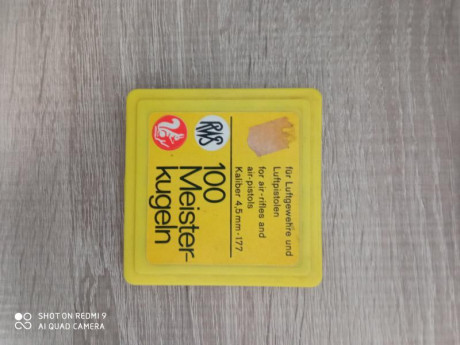 für Luftgewehre und
Luftpistolen
for air-rifles and
air-pistols
Kaliber 4,5 mm · 177
RWS
100
Meister-
kugeln
SHOT ON REDMI 9
AI QUAD CAMERA